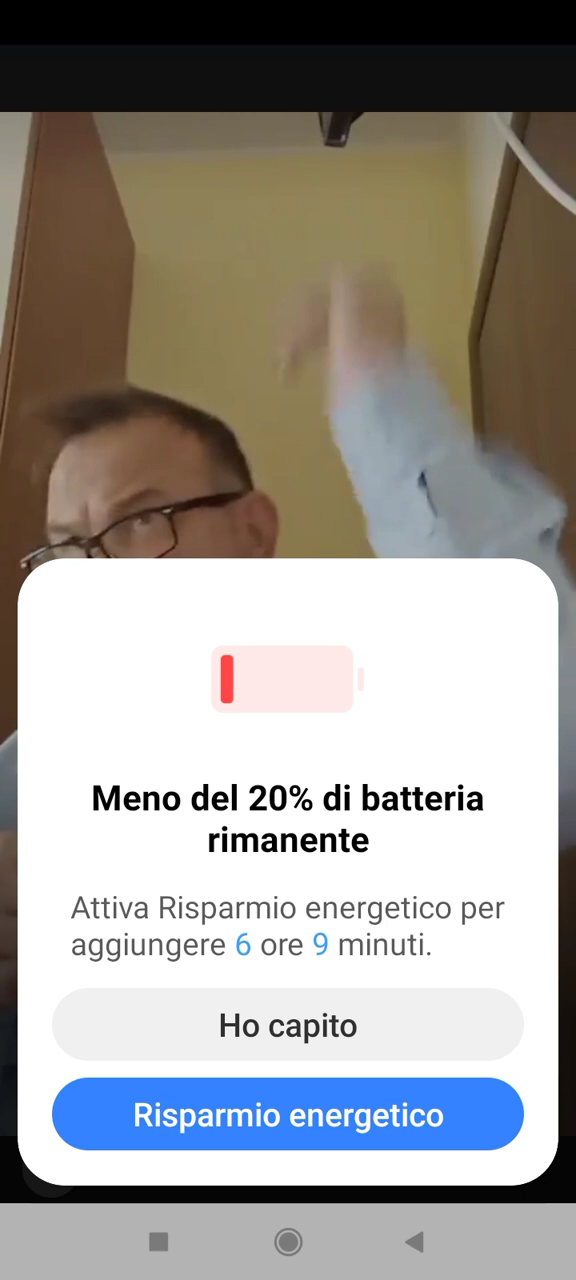 Meno del 20% di batteria
rimanente
Attiva Risparmio energetico per
aggiungere 6 ore 9 minuti.
Ho capito
Risparmio energetico